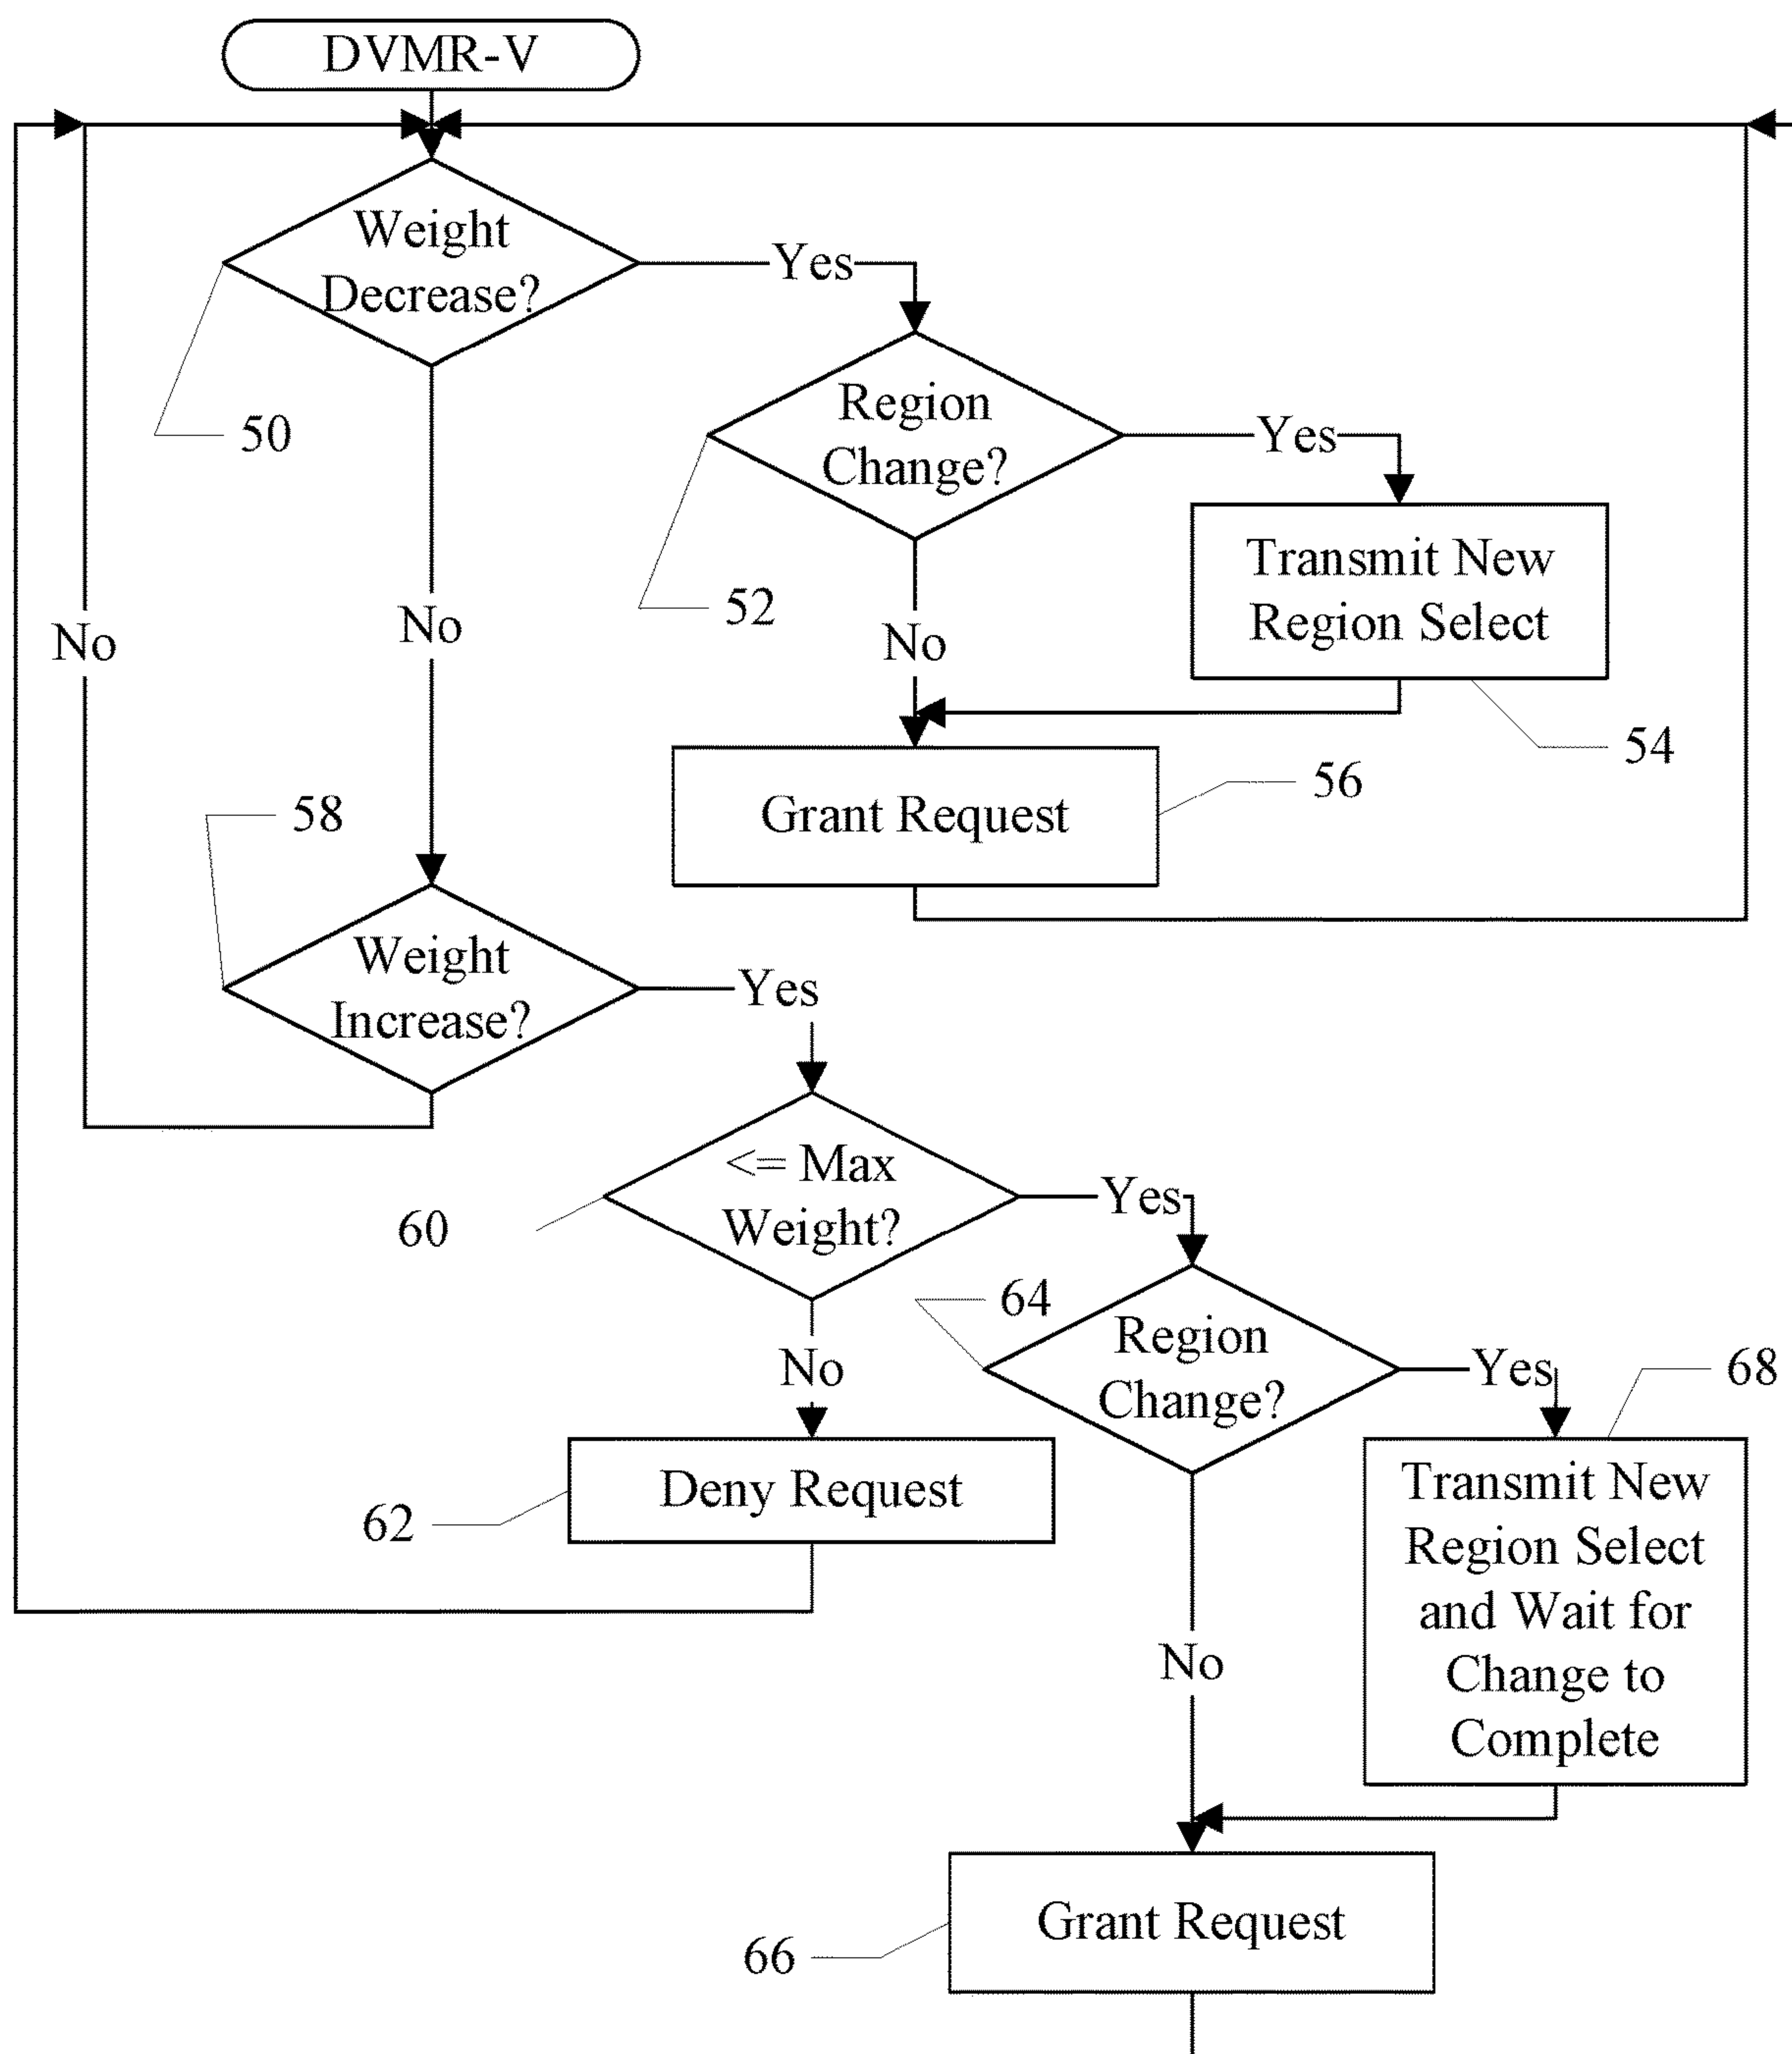 DVMR-V
Weight
Decrease?
Yes
50
Region
Change?
Yes
52
Transmit New
Region Select
No
No
No
54
56
Grant Request
58
Weight
Increase?
Yes
<= Max
Weight?
Yes
60
64
Region
Change?
Yes
68
No
Deny Request
62
Transmit New
Region Select
and Wait for
Change to
Complete
No
Grant Request
66